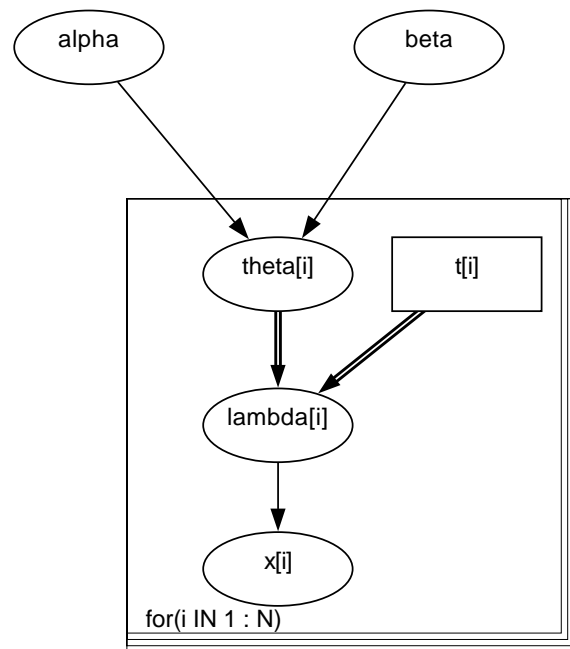 alpha
beta
theta[i]
t[i]
lambda[i]
x[i]
for(i IN 1 : N)